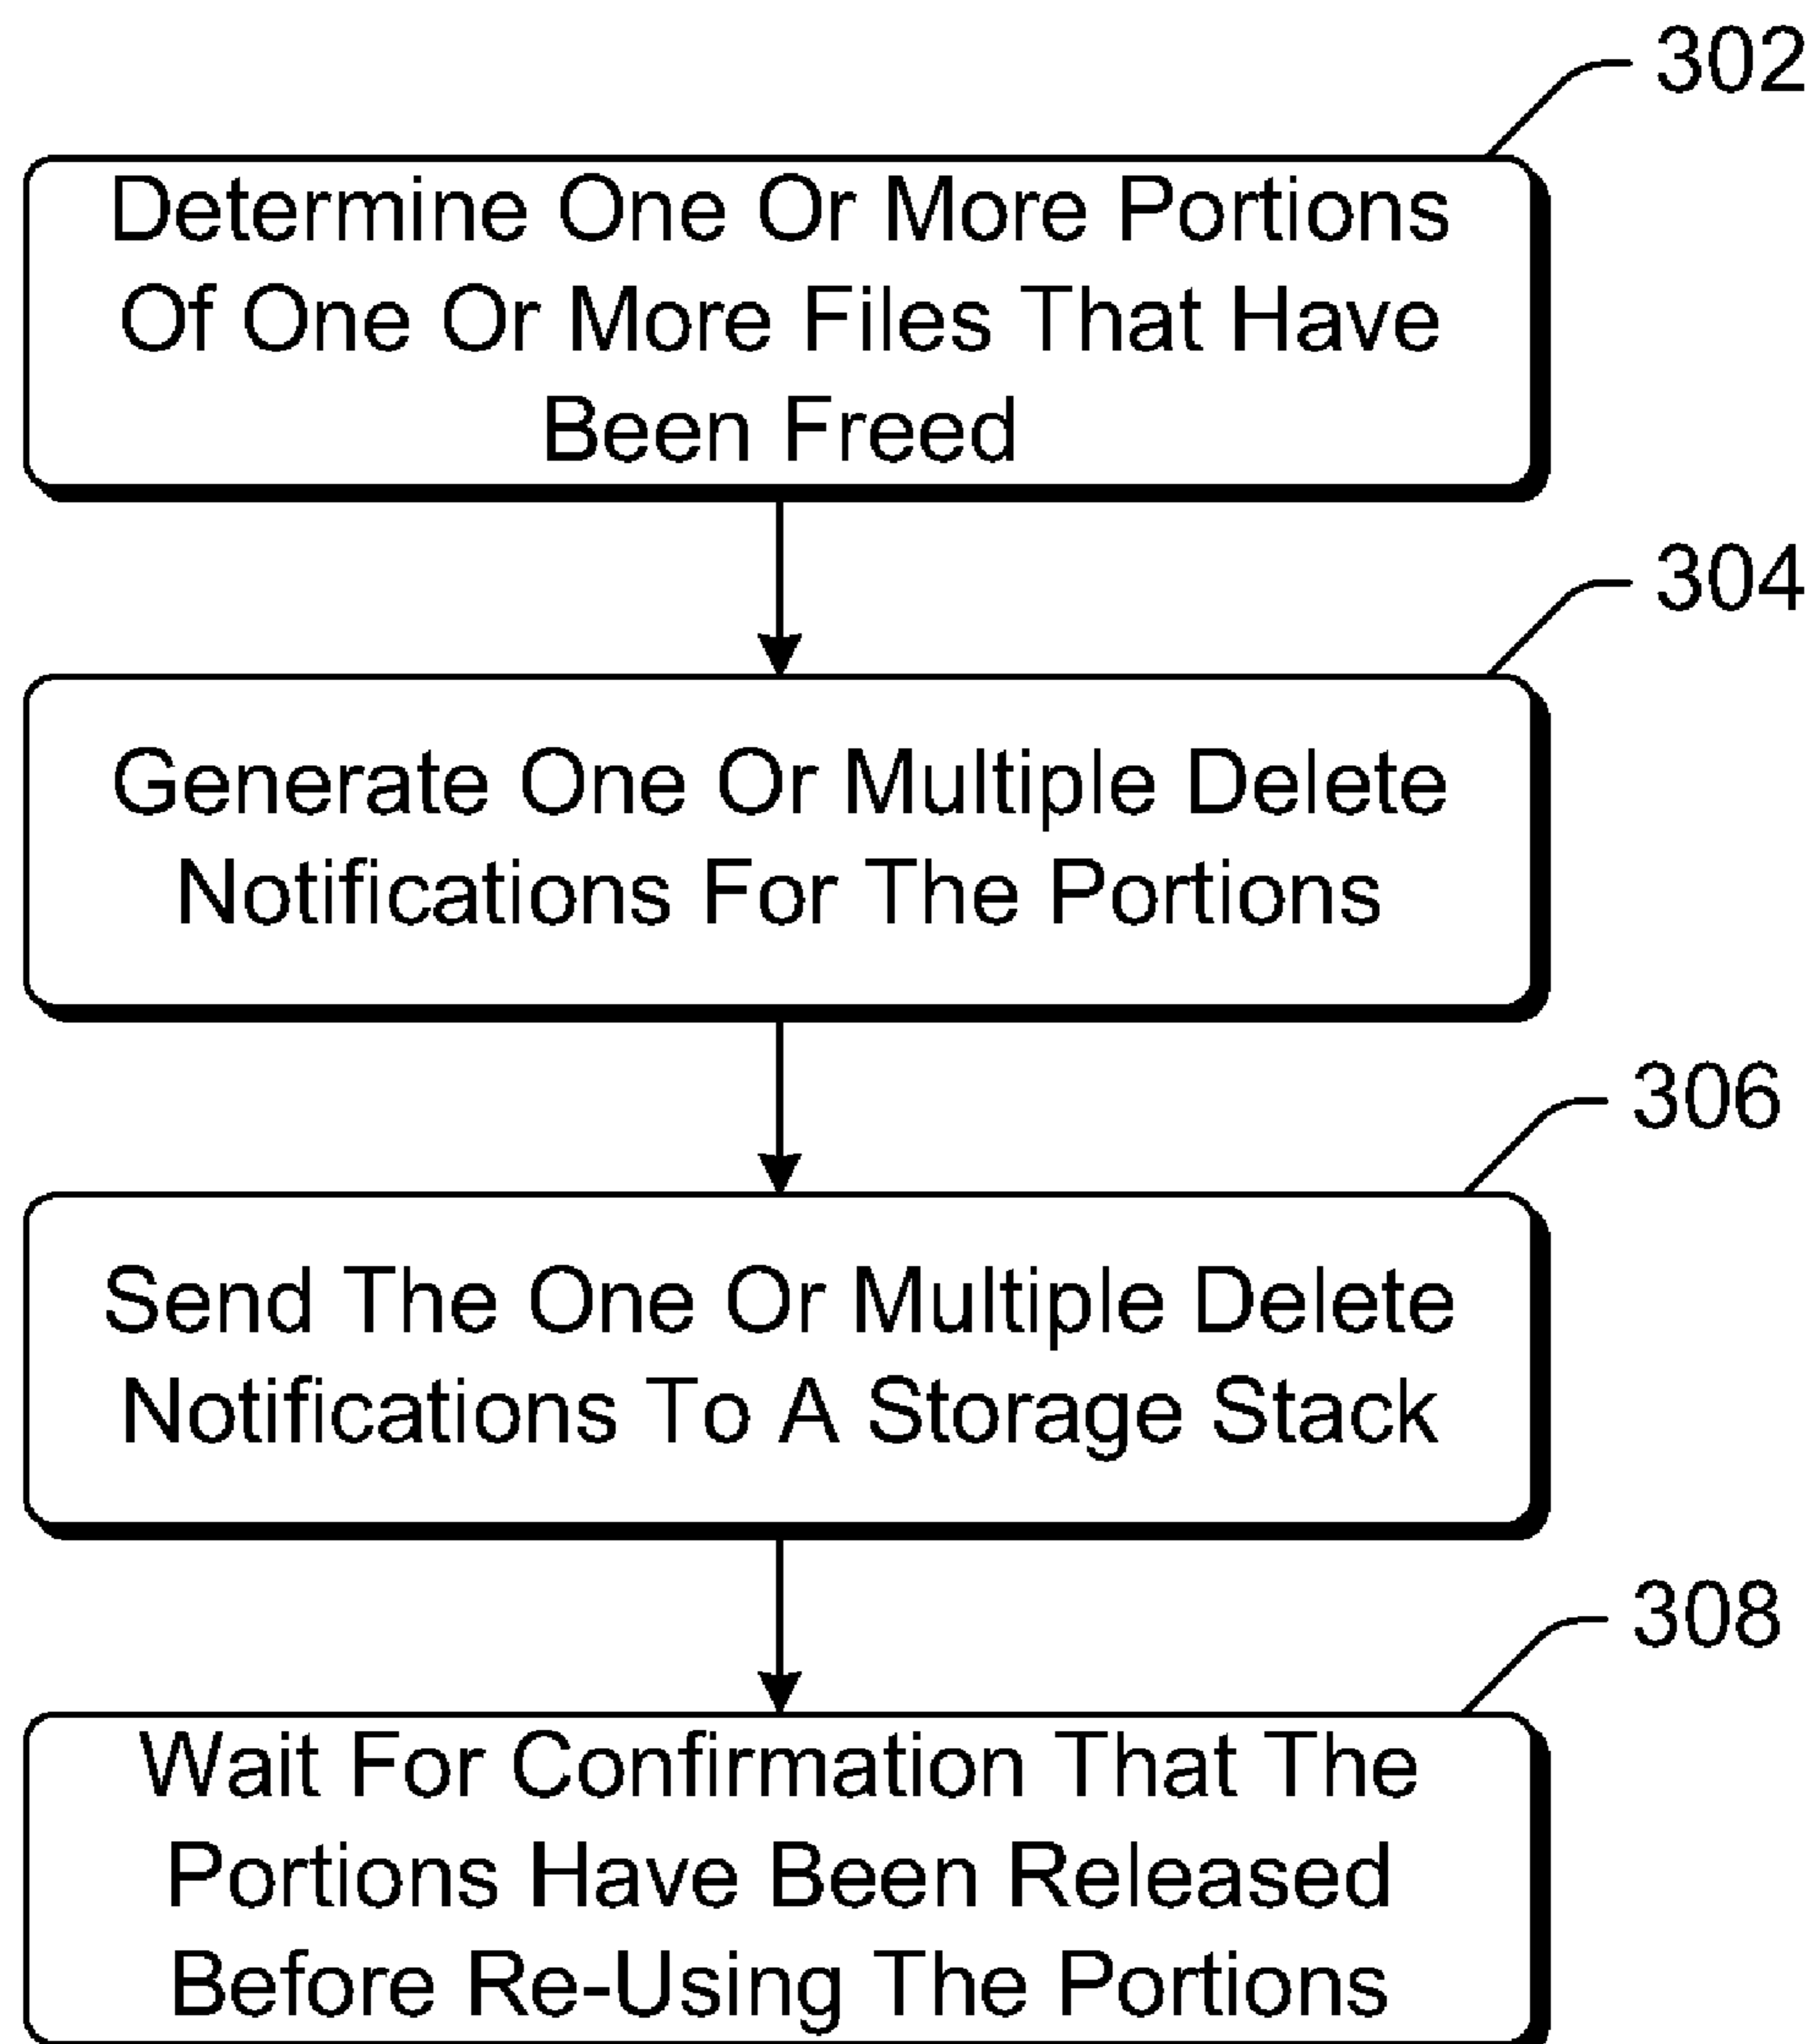 302
Determine One Or More Portions
Of One Or More Files That Have
Been Freed
304
Generate One Or Multiple Delete
Notifications For The Portions
306
Send The One Or Multiple Delete
Notifications To A Storage Stack
308
Wait For Confirmation That The
Portions Have Been Released
Before Re-Using The Portions